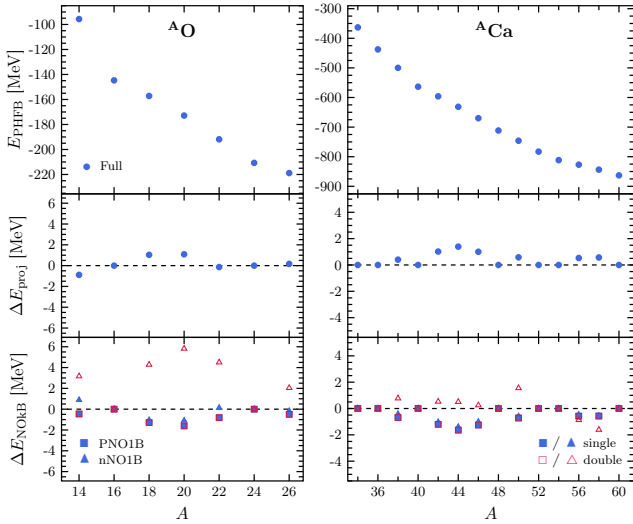 ᴬO
ᴬCa
E_PHFB [MeV]
-100
-120
-140
-160
-180
-200
-220
Full
-300
-400
-500
-600
-700
-800
-900
ΔE_proj [MeV]
6
4
2
0
-2
-4
-6
4
2
0
-2
-4
ΔE_NOkB [MeV]
6
4
2
0
-2
-4
-6
PNO1B
nNO1B
4
2
0
-2
-4
/ single
/ double
14 16 18 20 22 24 26
36 40 44 48 52 56 60
A
A